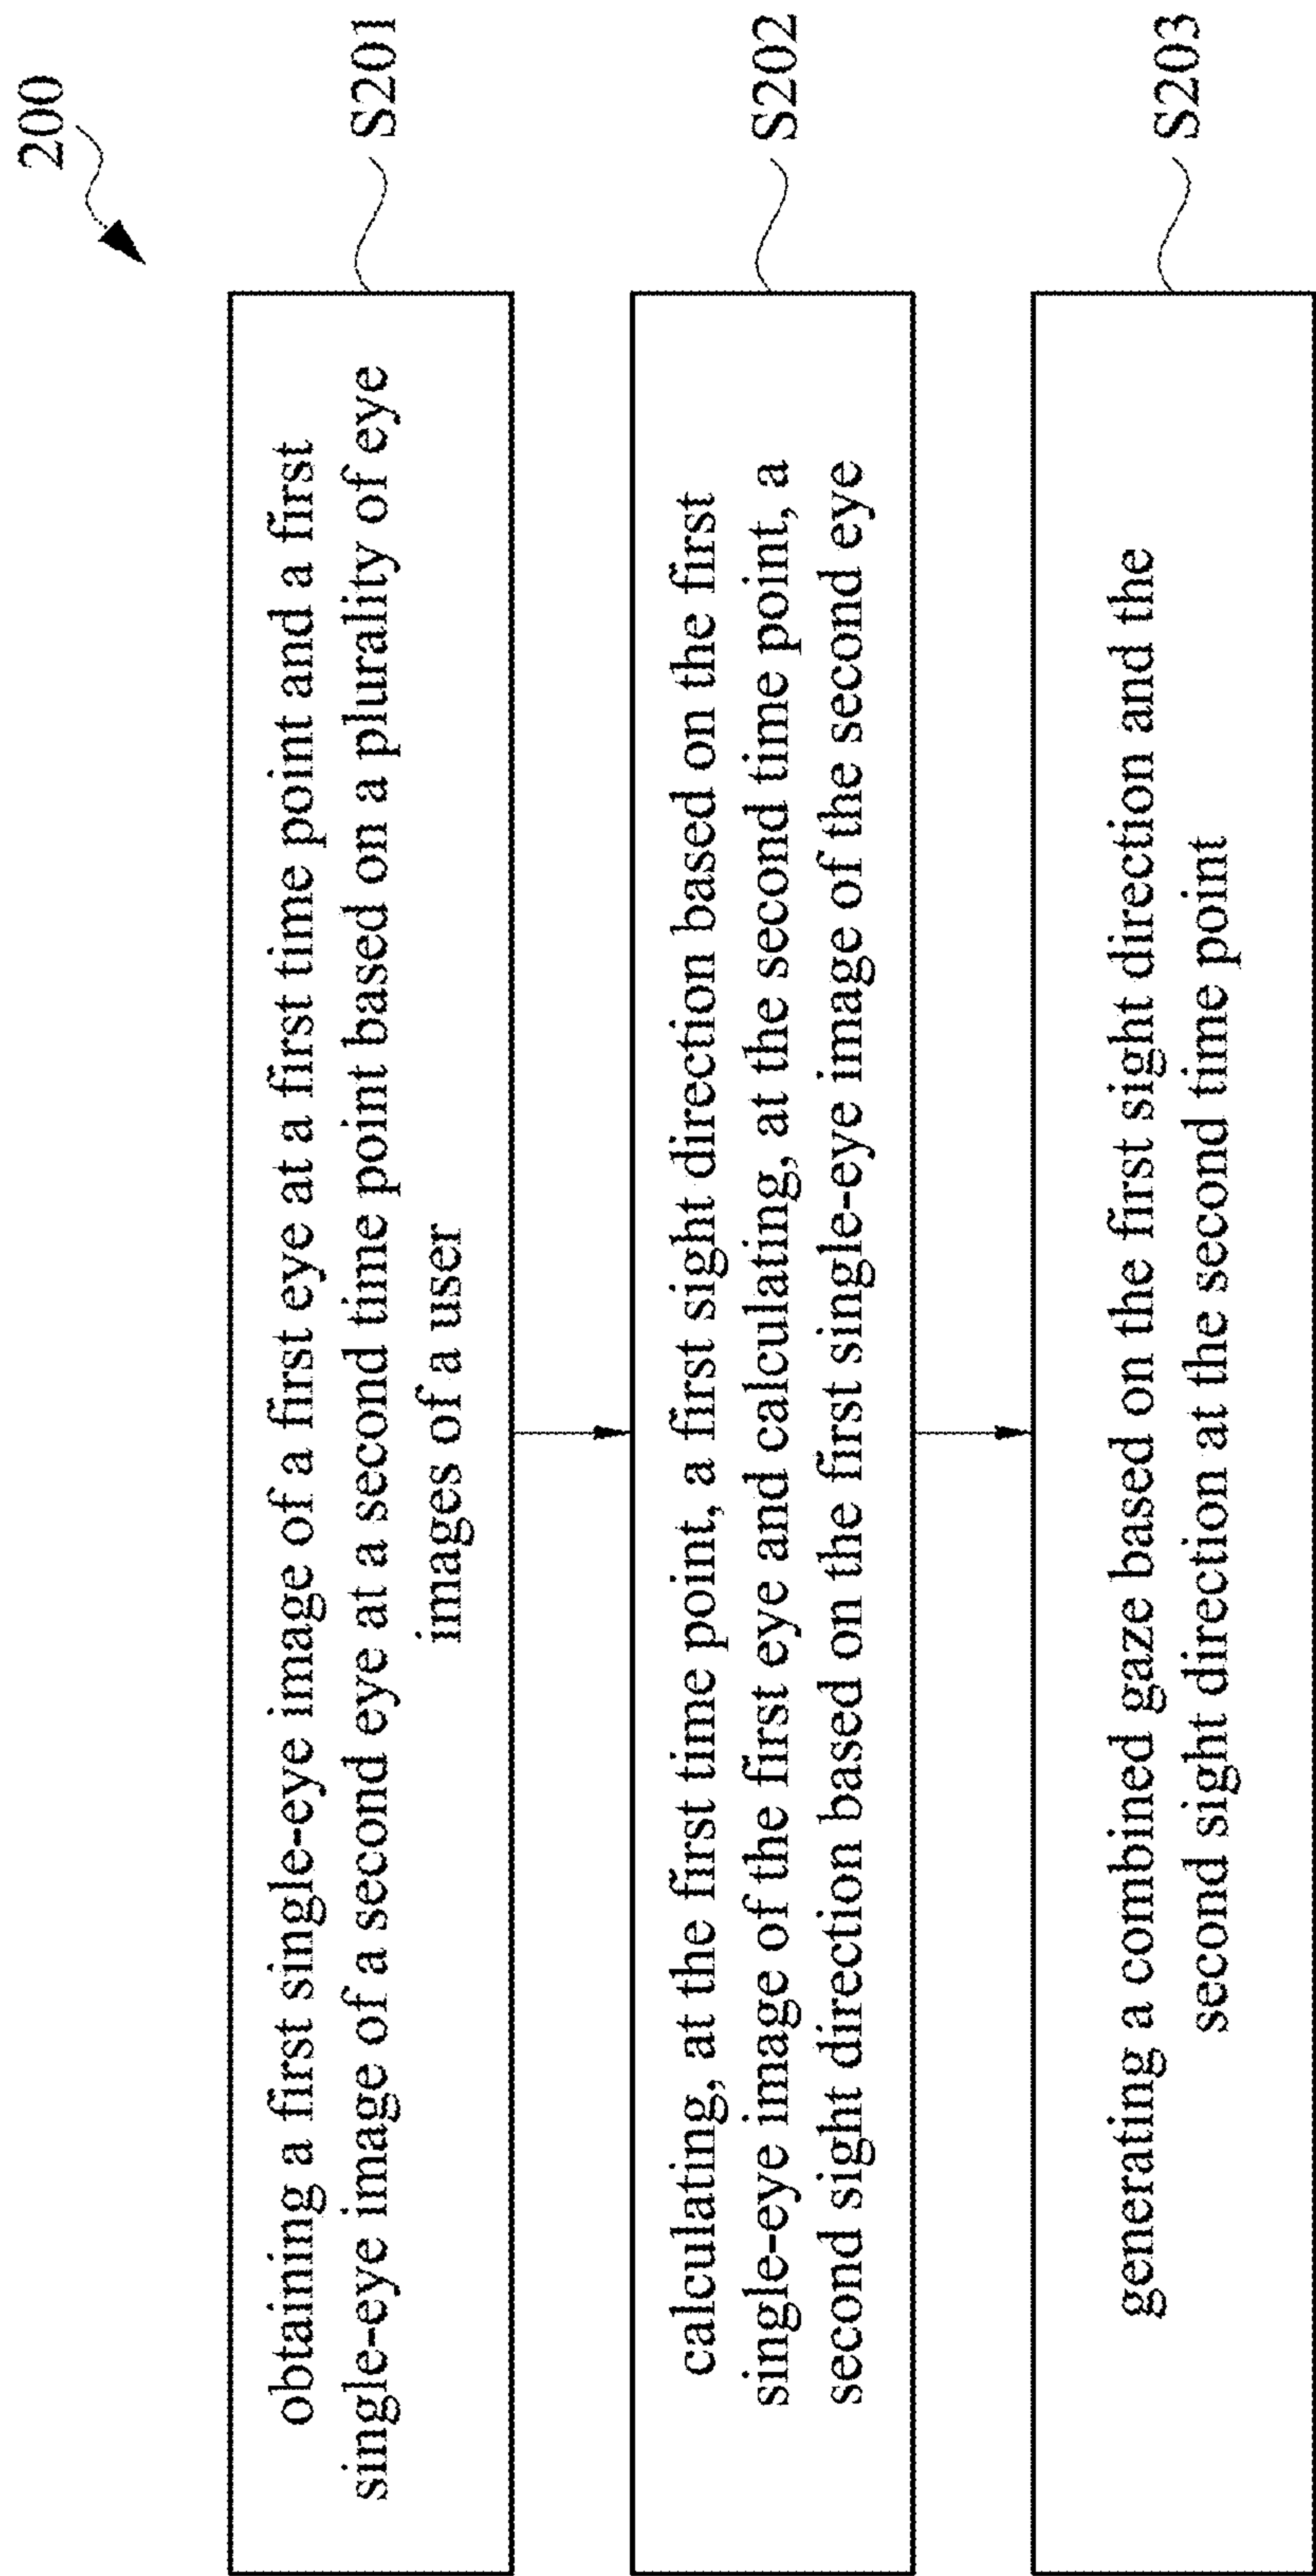 200
obtaining a first single-eye image of a first eye at a first time point and a first
single-eye image of a second eye at a second time point based on a plurality of eye
images of a user
S201
calculating, at the first time point, a first sight direction based on the first
single-eye image of the first eye and calculating, at the second time point, a
second sight direction based on the first single-eye image of the second eye
S202
generating a combined gaze based on the first sight direction and the
second sight direction at the second time point
S203